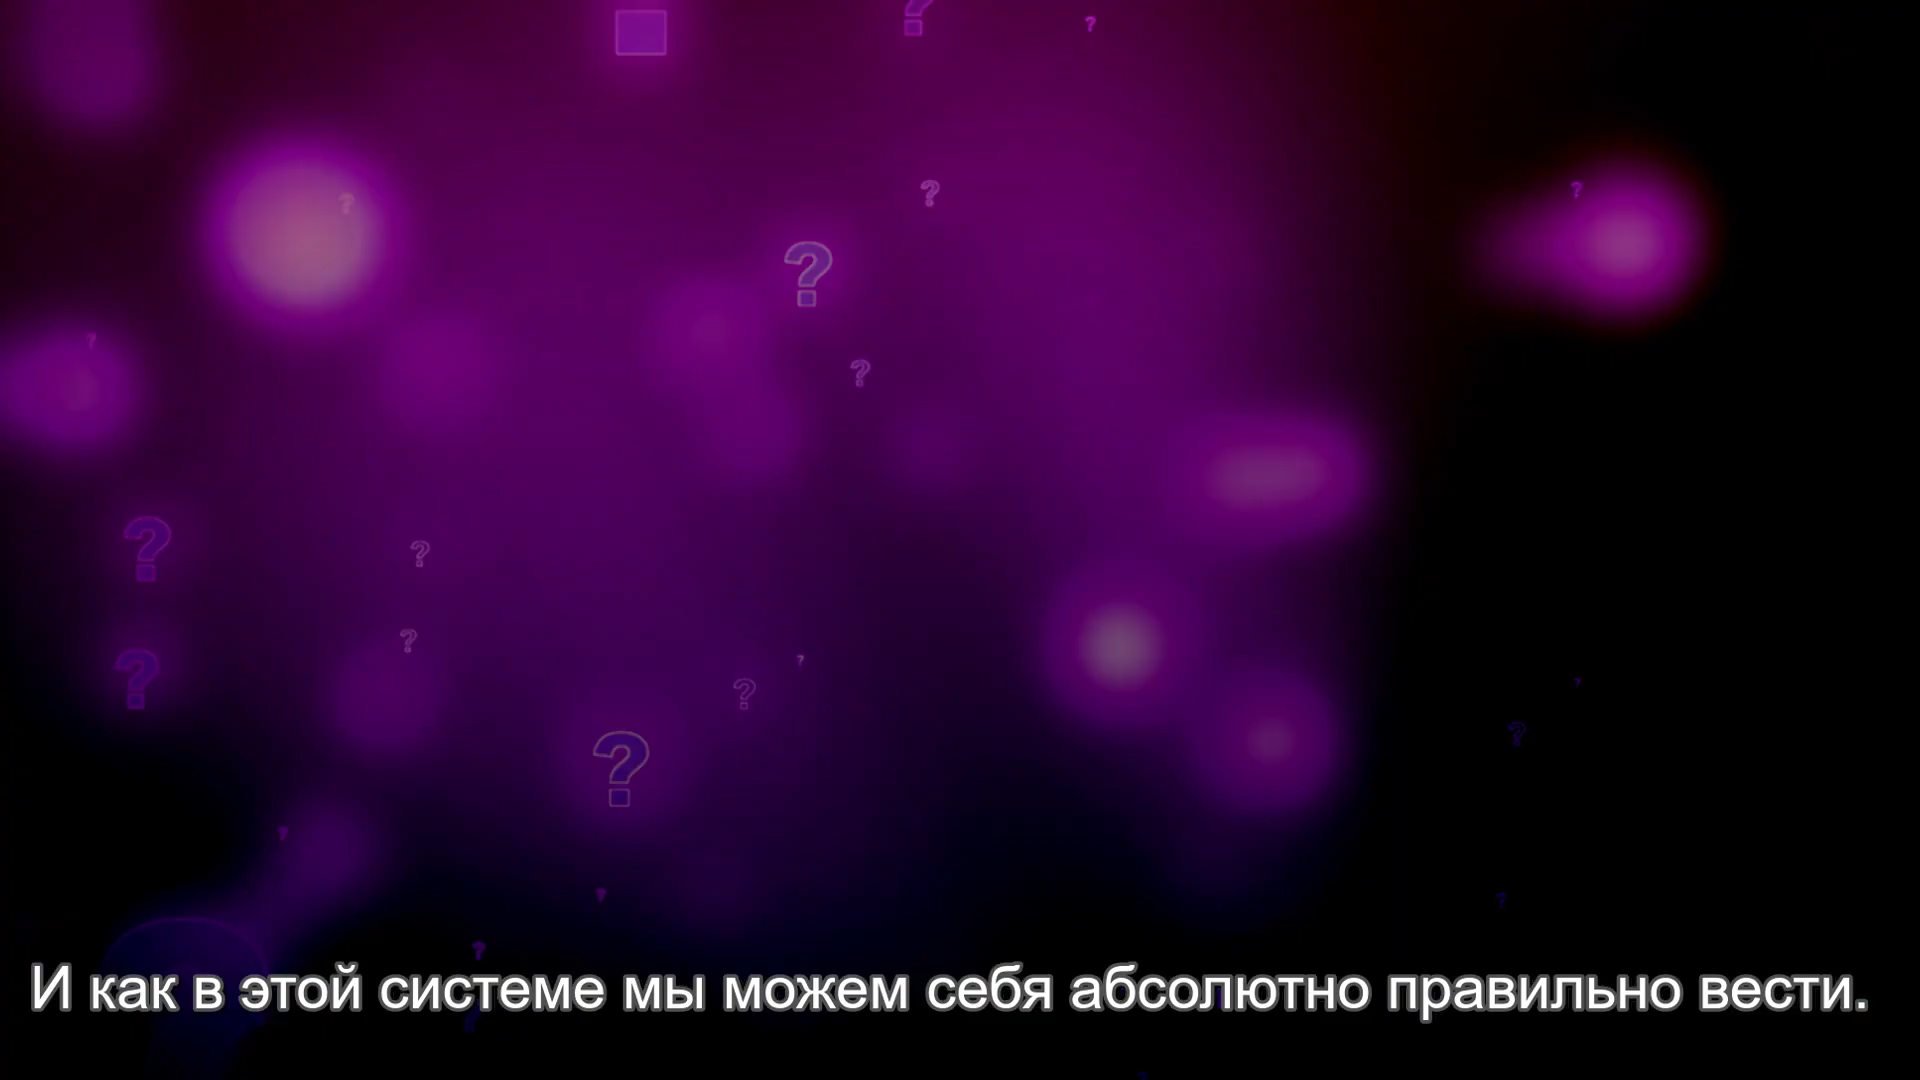 И как в этой системе мы можем себя абсолютно правильно вести.